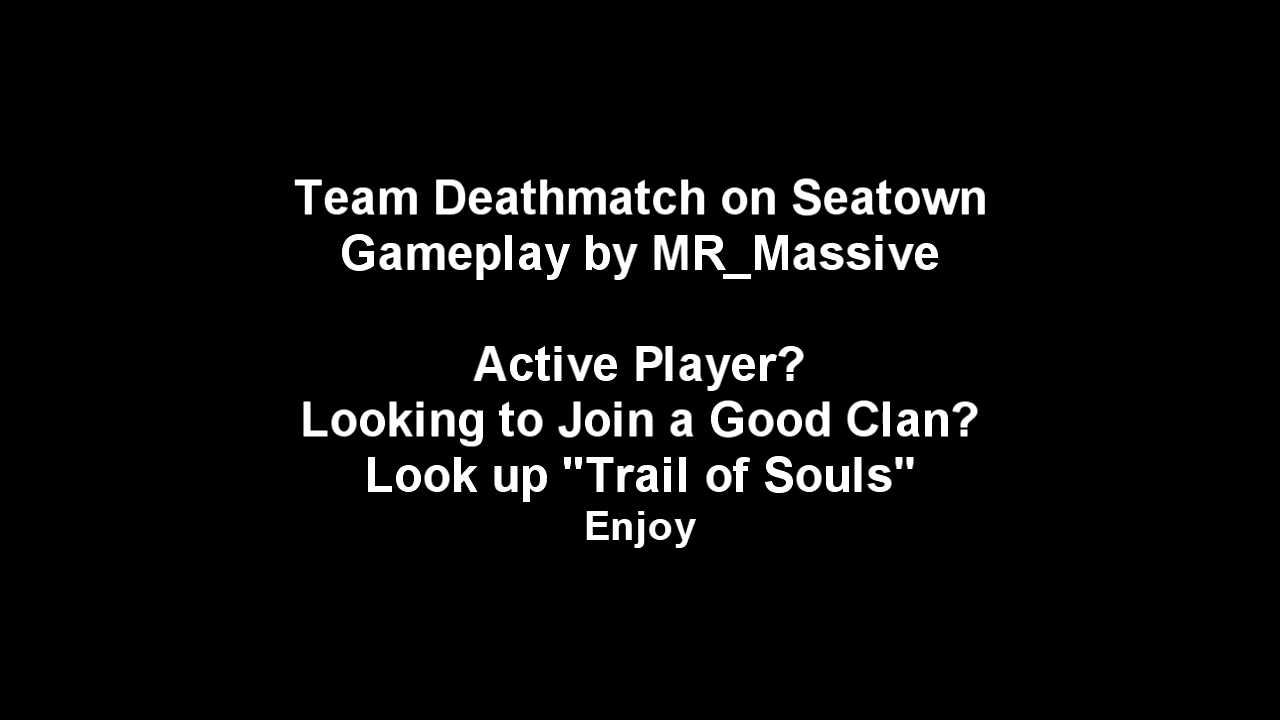 Team Deathmatch on Seatown
Gameplay by MR_Massive
Active Player?
Looking to Join a Good Clan?
Look up "Trail of Souls"
Enjoy